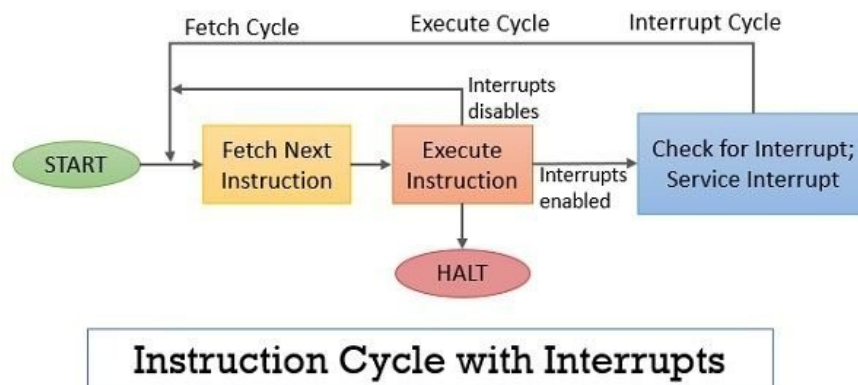 Fetch Cycle
Execute Cycle
Interrupt Cycle
Interrupts
disables
START
Fetch Next
Instruction
Execute
Instruction
Interrupts
enabled
Check for Interrupt;
Service Interrupt
HALT
Instruction Cycle with Interrupts